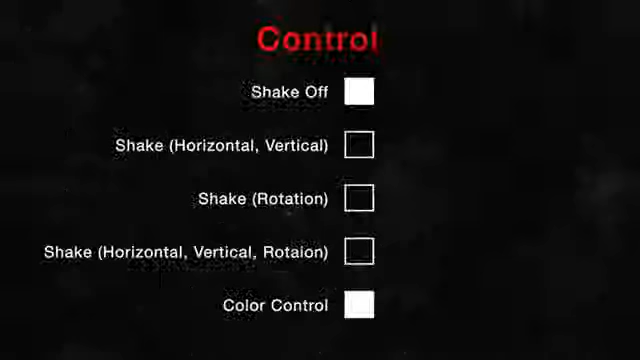 Control
Shake Off
Shake (Horizontal, Vertical)
Shake (Rotation)
Shake (Horizontal, Vertical, Rotaion)
Color Control